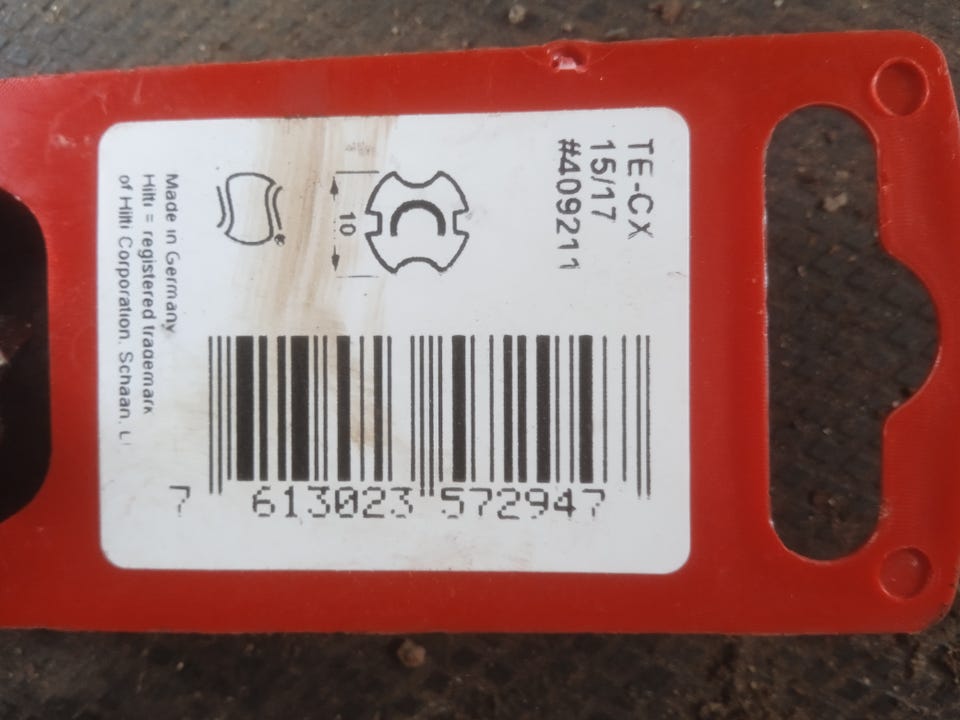 TE-CX
15/17
#409211
10
C
®
Made in Germany
Hilti = registered trademark
of Hilti Corporation, Schaan,
7 613023 572947